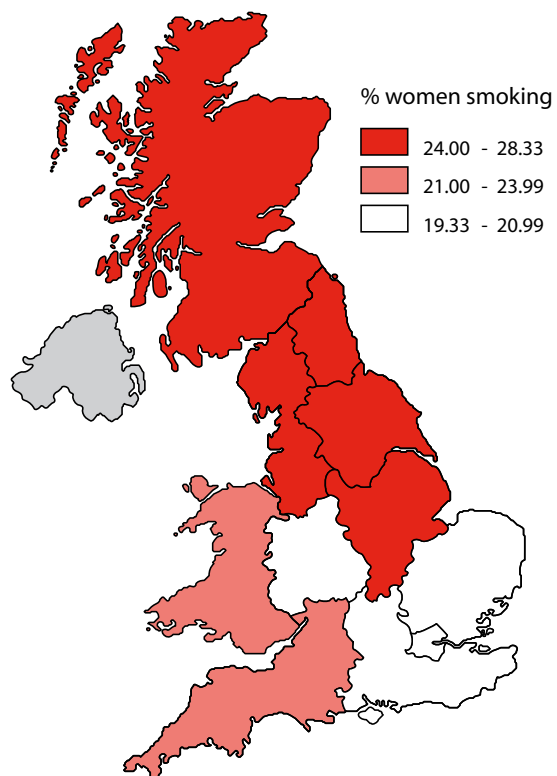 % women smoking
24.00 - 28.33
21.00 - 23.99
19.33 - 20.99